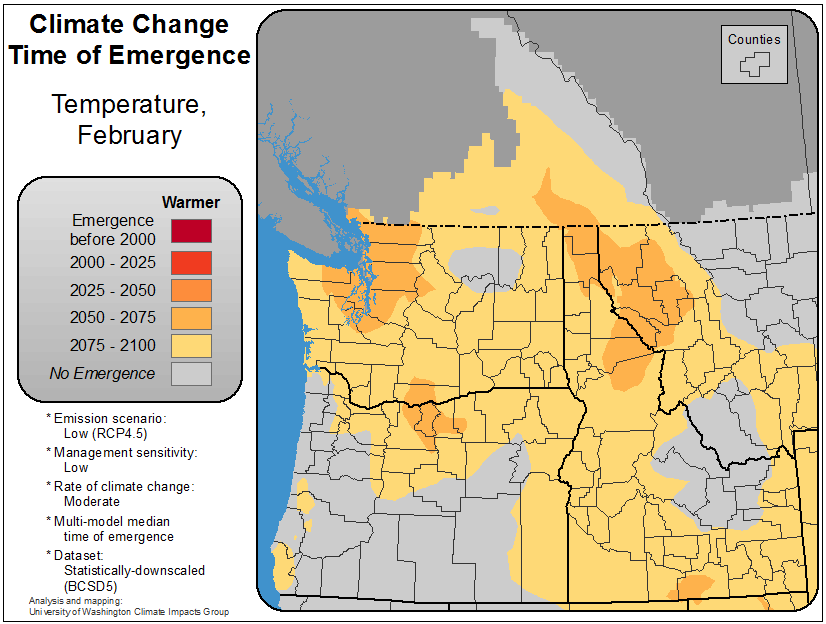 Climate Change
Time of Emergence
Temperature,
February
Warmer
Emergence
before 2000
2000 - 2025
2025 - 2050
2050 - 2075
2075 - 2100
No Emergence
* Emission scenario:
Low (RCP4.5)
* Management sensitivity:
Low
* Rate of climate change:
Moderate
* Multi-model median
time of emergence
* Dataset:
Statistically-downscaled
(BCSD5)
Analysis and mapping:
University of Washington Climate Impacts Group
Counties